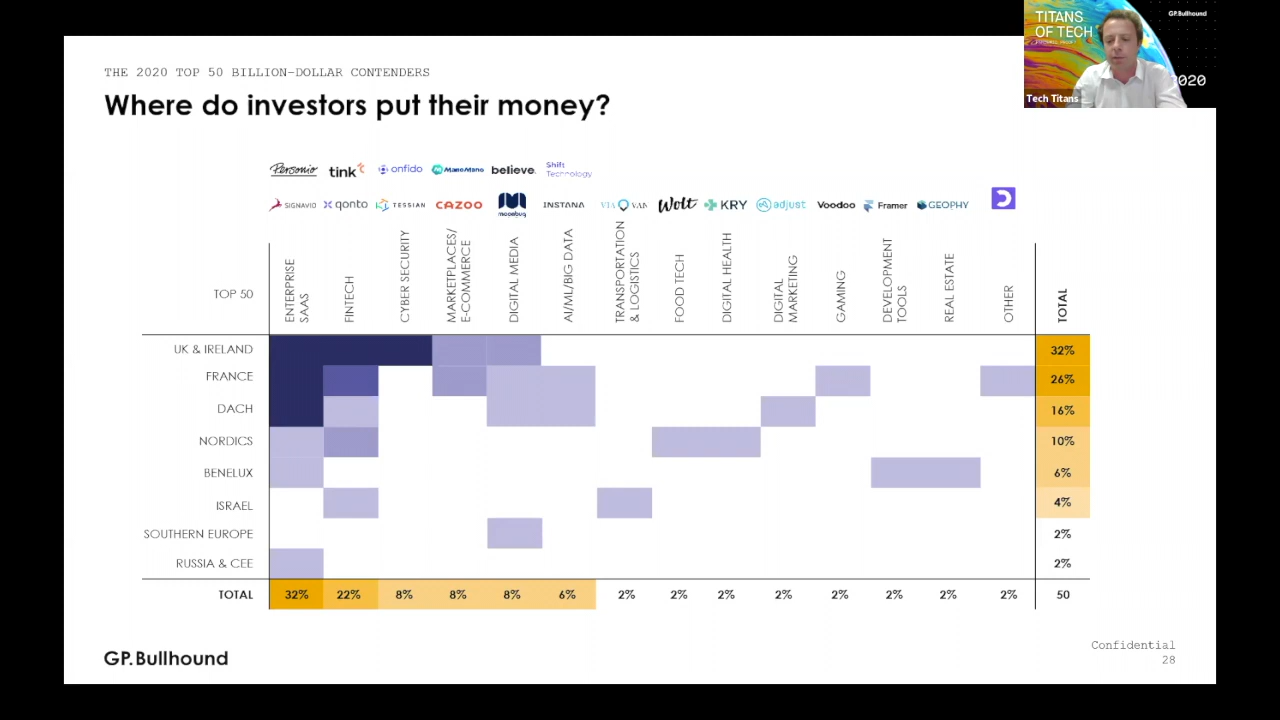 TITANS
OF TECH
GP.Bullhound
2020
Tech Titans
THE 2020 TOP 50 BILLION-DOLLAR CONTENDERS
Where do investors put their money?
Personio tink onfido ManoMano believe. Shift Technology
SIGNAVIO qonto TESSIAN CAZOO moonbug INSTANA VIA VAN Wolt KRY adjust Voodoo Framer GEOPHY
TOP 50 ENTERPRISE SAAS FINTECH CYBER SECURITY MARKETPLACES/ E-COMMERCE DIGITAL MEDIA AI/ML/BIG DATA TRANSPORTATION & LOGISTICS FOOD TECH DIGITAL HEALTH DIGITAL MARKETING GAMING DEVELOPMENT TOOLS REAL ESTATE OTHER TOTAL
UK & IRELAND 32%
FRANCE 26%
DACH 16%
NORDICS 10%
BENELUX 6%
ISRAEL 4%
SOUTHERN EUROPE 2%
RUSSIA & CEE 2%
TOTAL 32% 22% 8% 8% 8% 6% 2% 2% 2% 2% 2% 2% 2% 2% 50
GP.Bullhound
Confidential
28